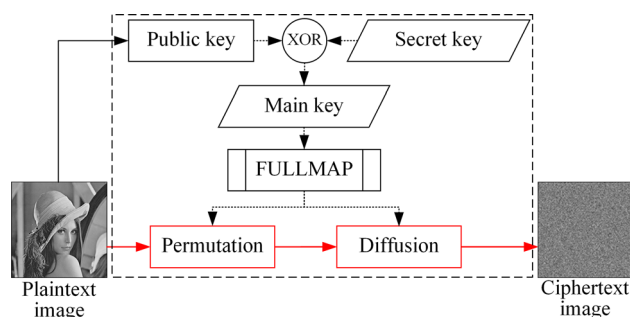 Public key
XOR
Secret key
Main key
FULLMAP
Permutation
Diffusion
Plaintext
image
Ciphertext
image